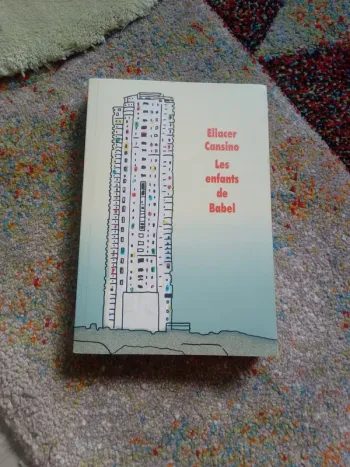 Eliacer
Cansino
Les
enfants
de
Babel